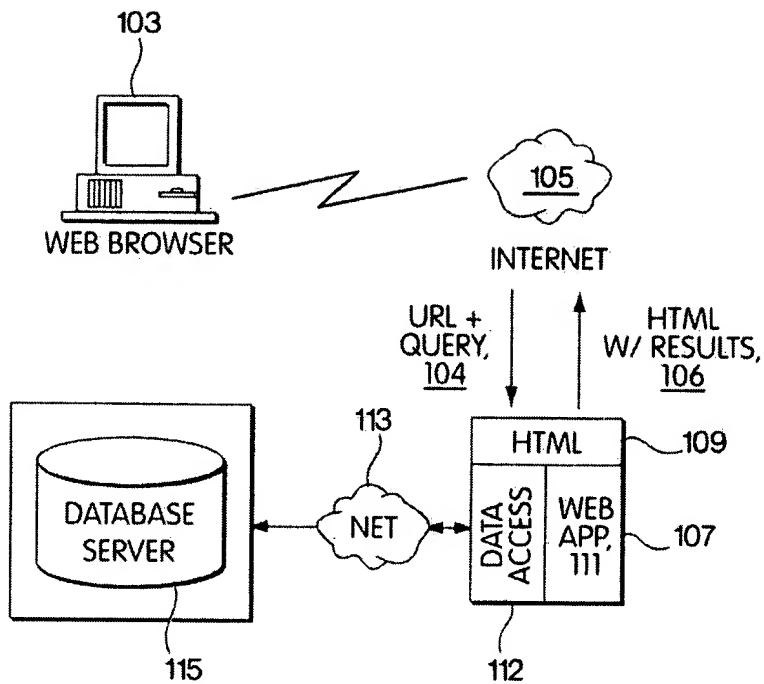 103
WEB BROWSER
105
INTERNET
URL +
QUERY,
104
HTML
W/ RESULTS,
106
113
HTML
109
DATABASE
SERVER
NET
DATA
ACCESS
WEB
APP,
111
107
115
112